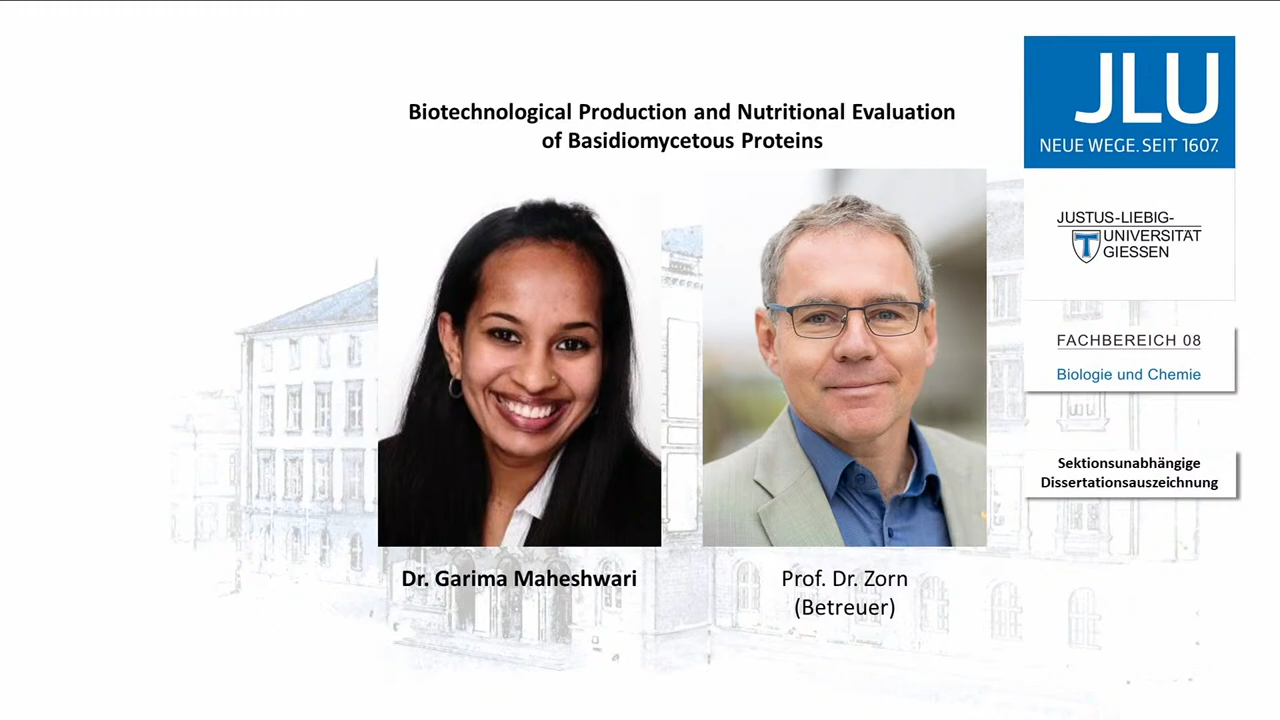 Biotechnological Production and Nutritional Evaluation
of Basidiomycetous Proteins
Dr. Garima Maheshwari
Prof. Dr. Zorn
(Betreuer)
JLU
NEUE WEGE. SEIT 1607.
JUSTUS-LIEBIG-
UNIVERSITÄT
GIESSEN
FACHBEREICH 08
Biologie und Chemie
Sektionsunabhängige
Dissertationsauszeichnung